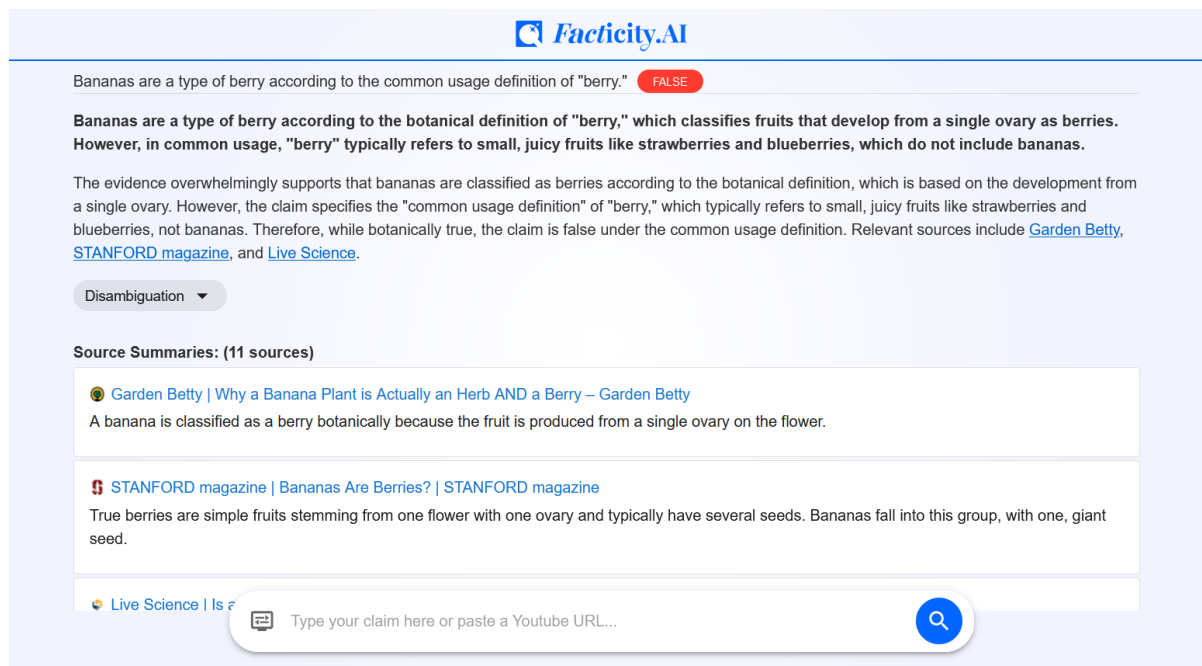 Facticity.AI
Bananas are a type of berry according to the common usage definition of "berry." FALSE
Bananas are a type of berry according to the botanical definition of "berry," which classifies fruits that develop from a single ovary as berries.
However, in common usage, "berry" typically refers to small, juicy fruits like strawberries and blueberries, which do not include bananas.
The evidence overwhelmingly supports that bananas are classified as berries according to the botanical definition, which is based on the development from
a single ovary. However, the claim specifies the "common usage definition" of "berry," which typically refers to small, juicy fruits like strawberries and
blueberries, not bananas. Therefore, while botanically true, the claim is false under the common usage definition. Relevant sources include Garden Betty,
STANFORD magazine, and Live Science.
Disambiguation
Source Summaries: (11 sources)
Garden Betty | Why a Banana Plant is Actually an Herb AND a Berry – Garden Betty
A banana is classified as a berry botanically because the fruit is produced from a single ovary on the flower.
STANFORD magazine | Bananas Are Berries? | STANFORD magazine
True berries are simple fruits stemming from one flower with one ovary and typically have several seeds. Bananas fall into this group, with one, giant
seed.
Live Science | Is a
Type your claim here or paste a Youtube URL...